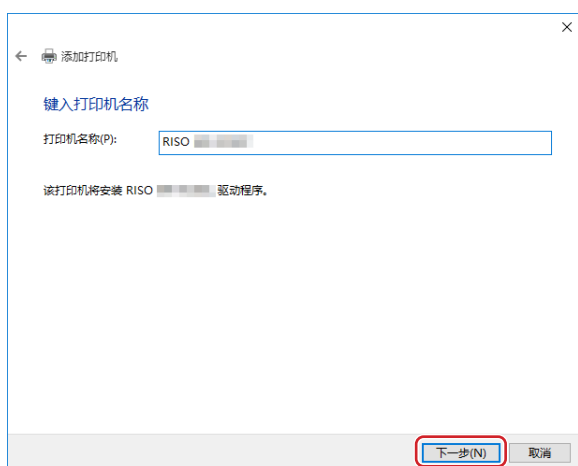 添加打印机
键入打印机名称
打印机名称(P):
RISO
该打印机将安装 RISO 驱动程序。
下一步(N)
取消